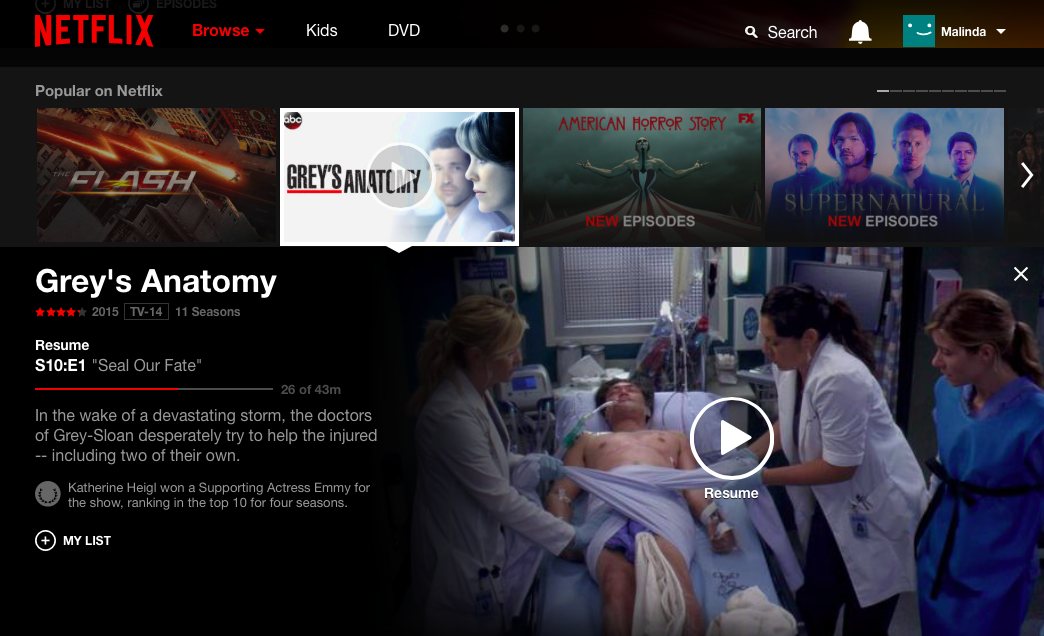 MY LIST EPISODES
NETFLIX Browse Kids DVD Search Malinda
Popular on Netflix
THE FLASH
abc
GREY'S ANATOMY
AMERICAN HORROR STORY FX
NEW EPISODES
SUPERNATURAL
NEW EPISODES
Grey's Anatomy
2015 TV-14 11 Seasons
Resume
S10:E1 "Seal Our Fate"
26 of 43m
In the wake of a devastating storm, the doctors
of Grey-Sloan desperately try to help the injured
-- including two of their own.
Katherine Heigl won a Supporting Actress Emmy for
the show, ranking in the top 10 for four seasons.
MY LIST
Resume